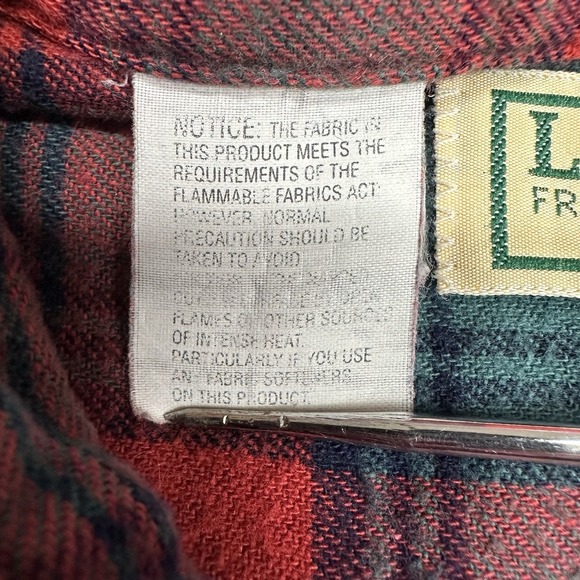 NOTICE: THE FABRIC IN
THIS PRODUCT MEETS THE
REQUIREMENTS OF THE
FLAMMABLE FABRICS ACT;
HOWEVER, NORMAL
PRECAUTION SHOULD BE
TAKEN TO AVOID
FLAMES OR OTHER SOURCES
OF INTENSE HEAT.
PARTICULARLY IF YOU USE
ANY FABRIC SOFTENERS
ON THIS PRODUCT.
L
FR